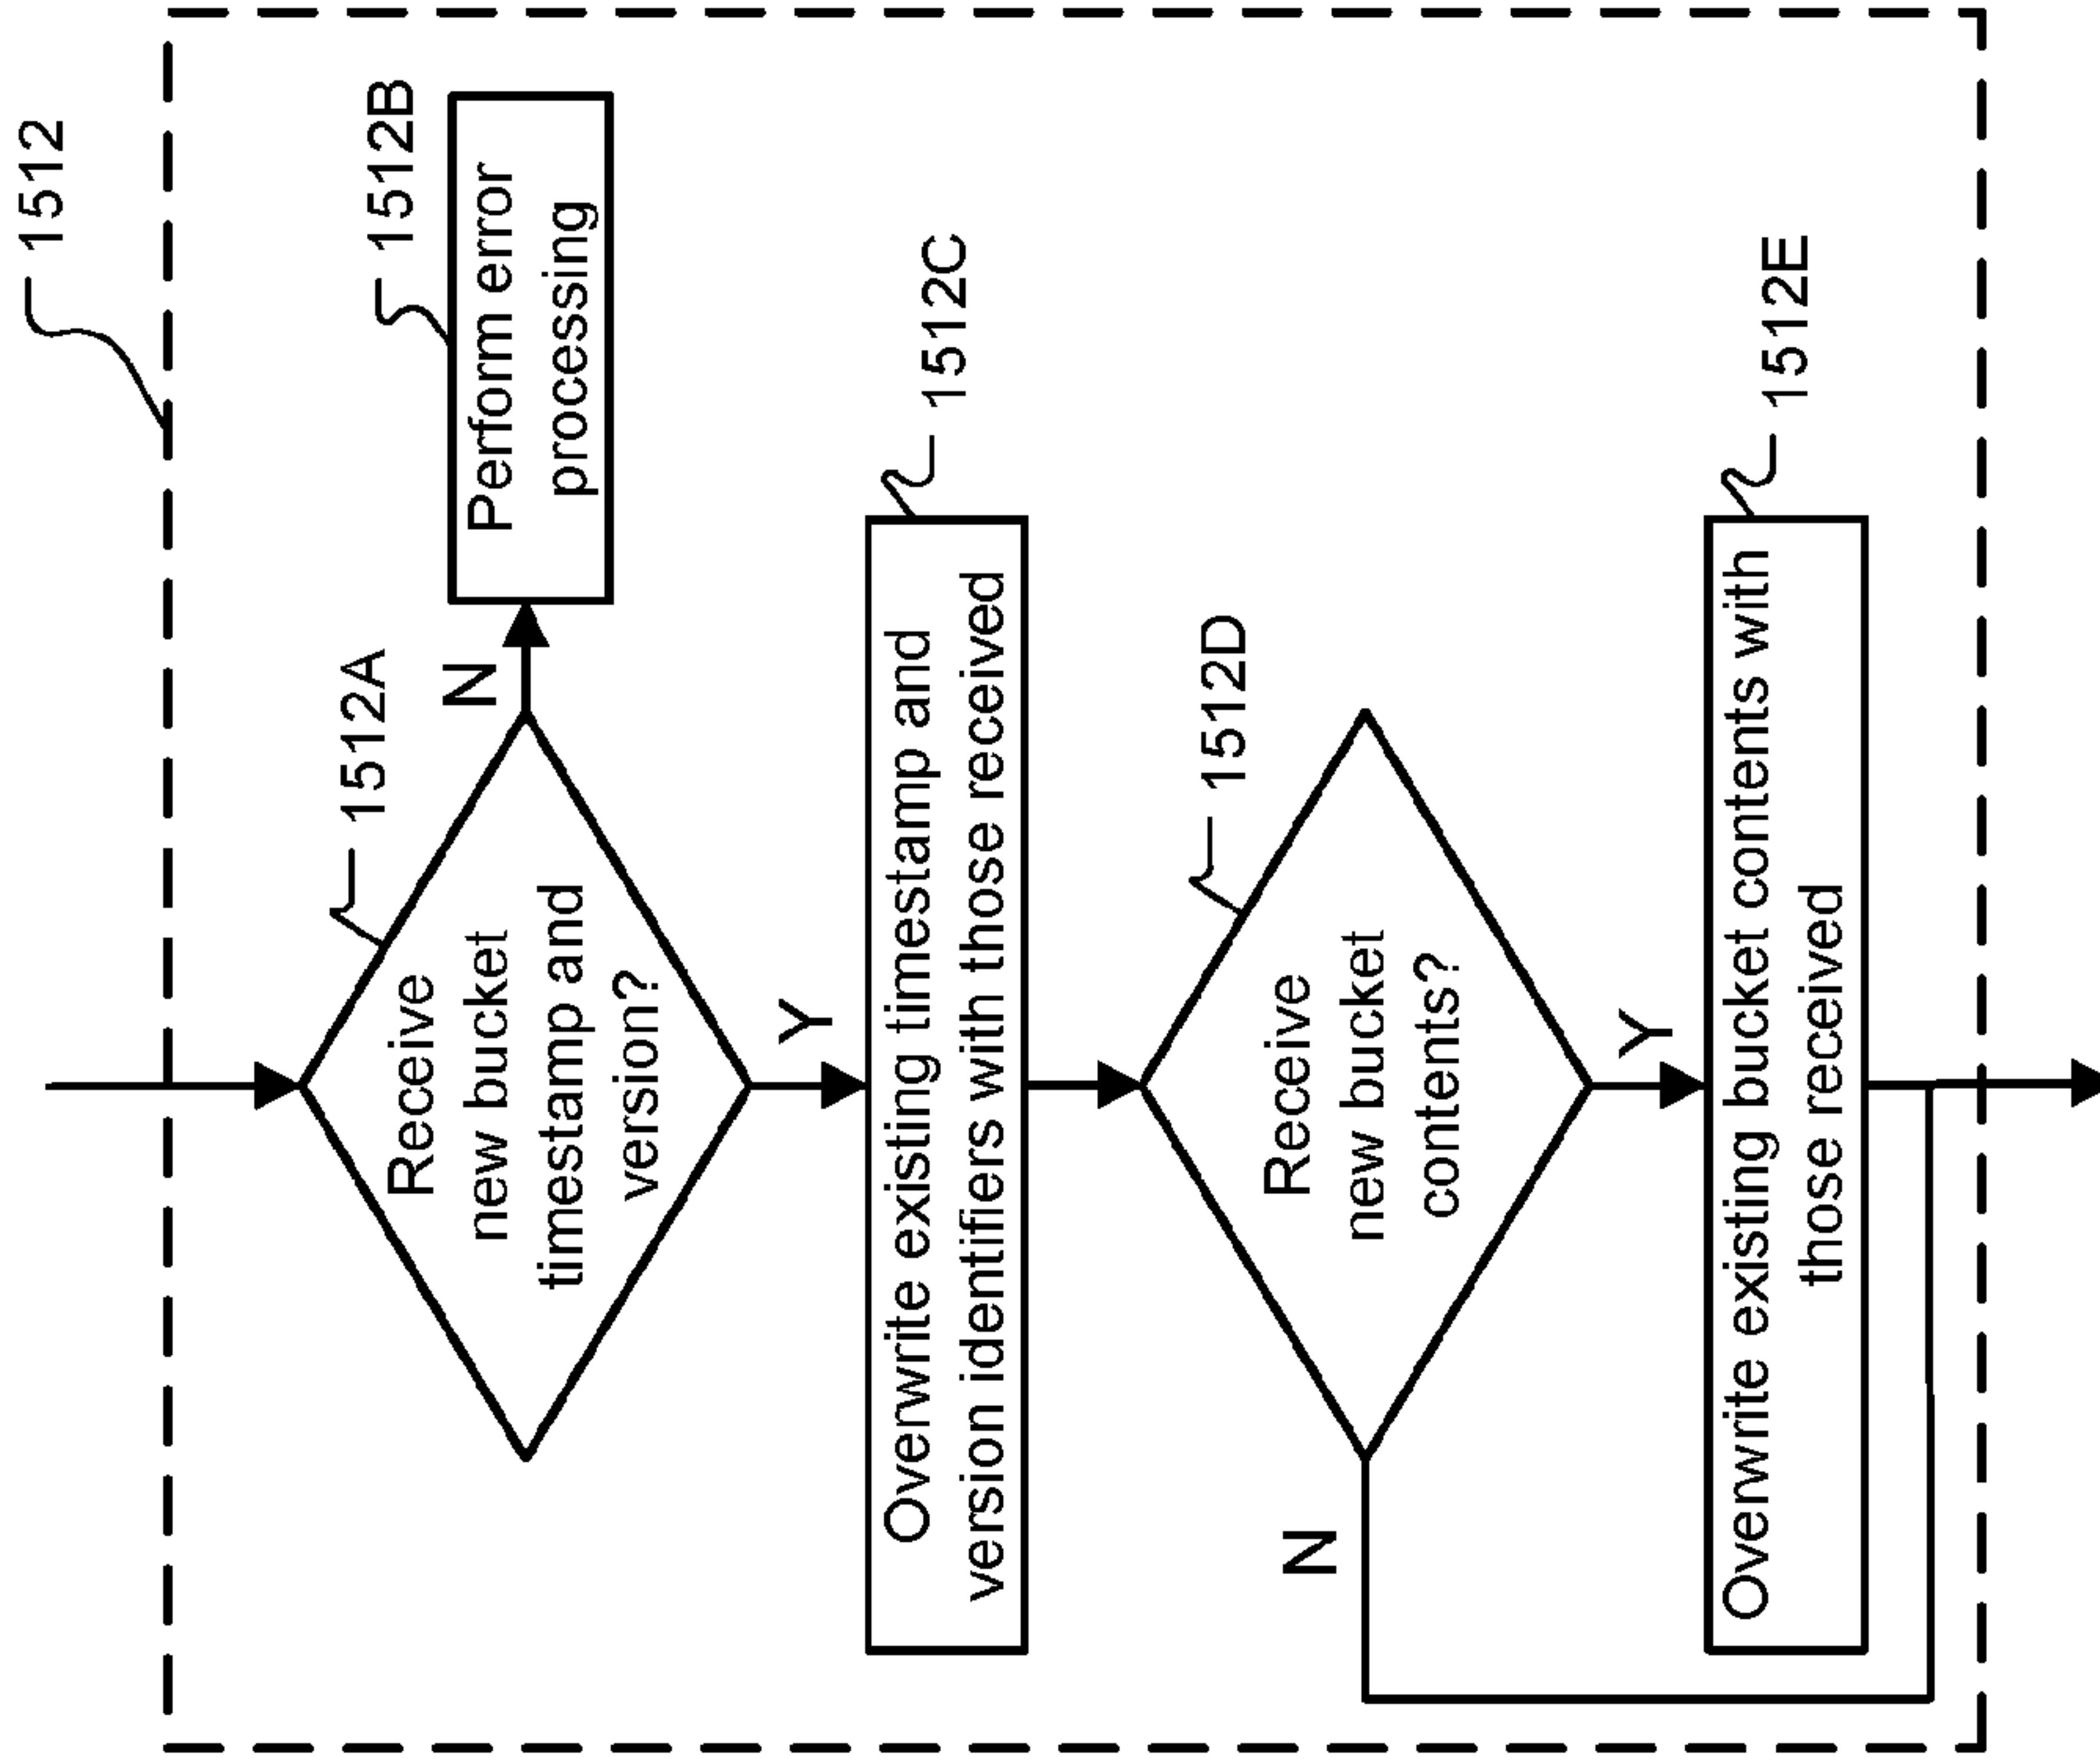 1512
1512A
Receive
new bucket
timestamp and
version?
N
1512B
Perform error
processing
Y
1512C
Overwrite existing timestamp and
version identifiers with those received
1512D
Receive
new bucket
contents?
N
Y
1512E
Overwrite existing bucket contents with
those received